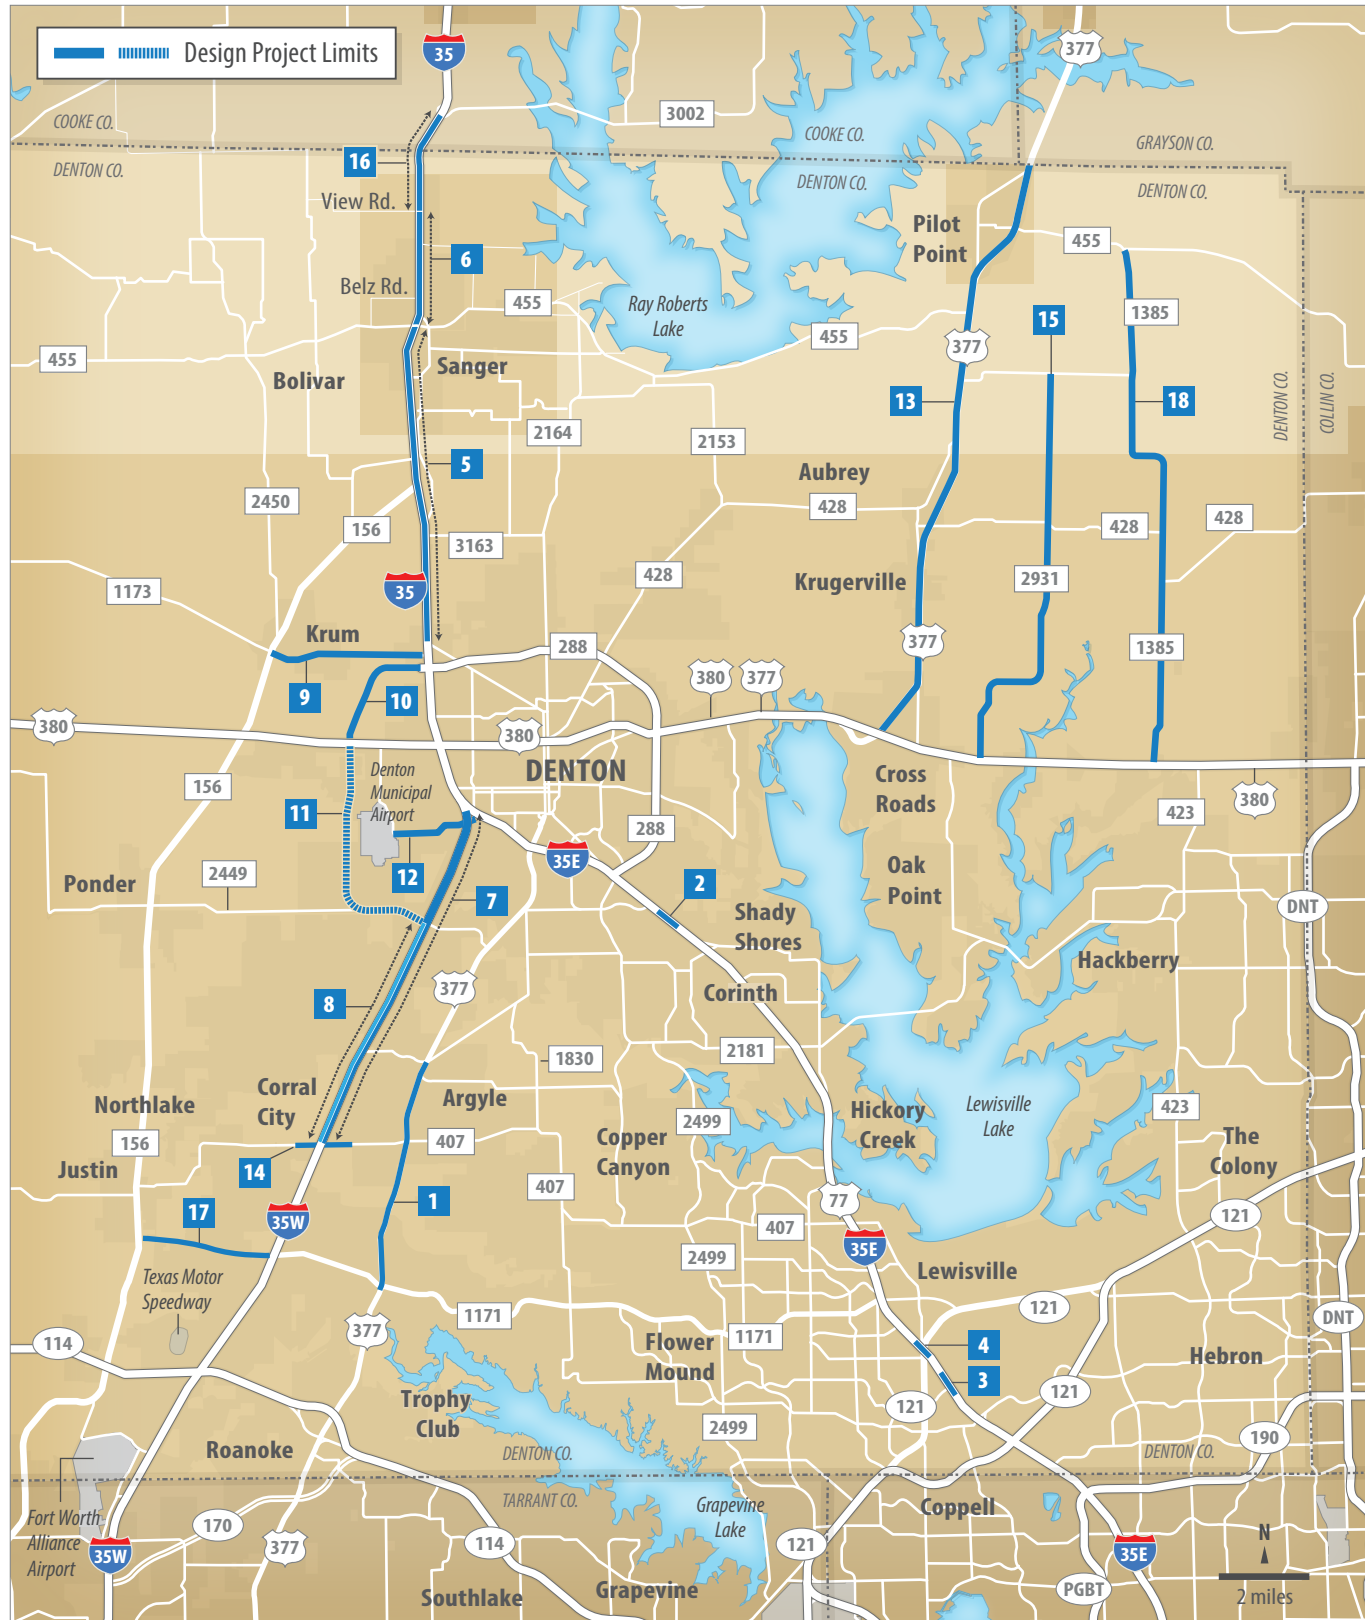 Design Project Limits
35
377
COOKE CO.
3002
COOKE CO.
GRAYSON CO.
16
DENTON CO.
DENTON CO.
DENTON CO.
View Rd.
Pilot
Point
455
6
Belz Rd.
455
Ray Roberts
Lake
1385
15
455
377
455
Sanger
Bolivar
13
18
DENTON CO.
COLLIN CO.
2164
2153
5
Aubrey
2450
428
156
428
428
3163
428
35
1173
Krugerville
2931
Krum
288
377
1385
9
10
380
377
380
380
Denton
Municipal
Airport
DENTON
Cross
Roads
156
11
380
423
288
35E
12
2449
Ponder
7
2
Oak
Point
Shady
Shores
DNT
Hackberry
377
8
Corinth
2181
1830
Corral
City
Argyle
Northlake
Hickory
Creek
Lewisville
Lake
423
2499
156
407
Copper
Canyon
The
Colony
Justin
14
407
1
77
17
35W
407
121
35E
2499
Texas Motor
Speedway
Lewisville
121
1171
377
114
1171
Flower
Mound
4
DNT
Hebron
3
121
Trophy
Club
121
2499
190
Roanoke
DENTON CO.
DENTON CO.
TARRANT CO.
Grapevine
Lake
Coppell
Fort Worth
Alliance
Airport
170
N
377
114
121
35W
35E
PGBT
Grapevine
Southlake
2 miles